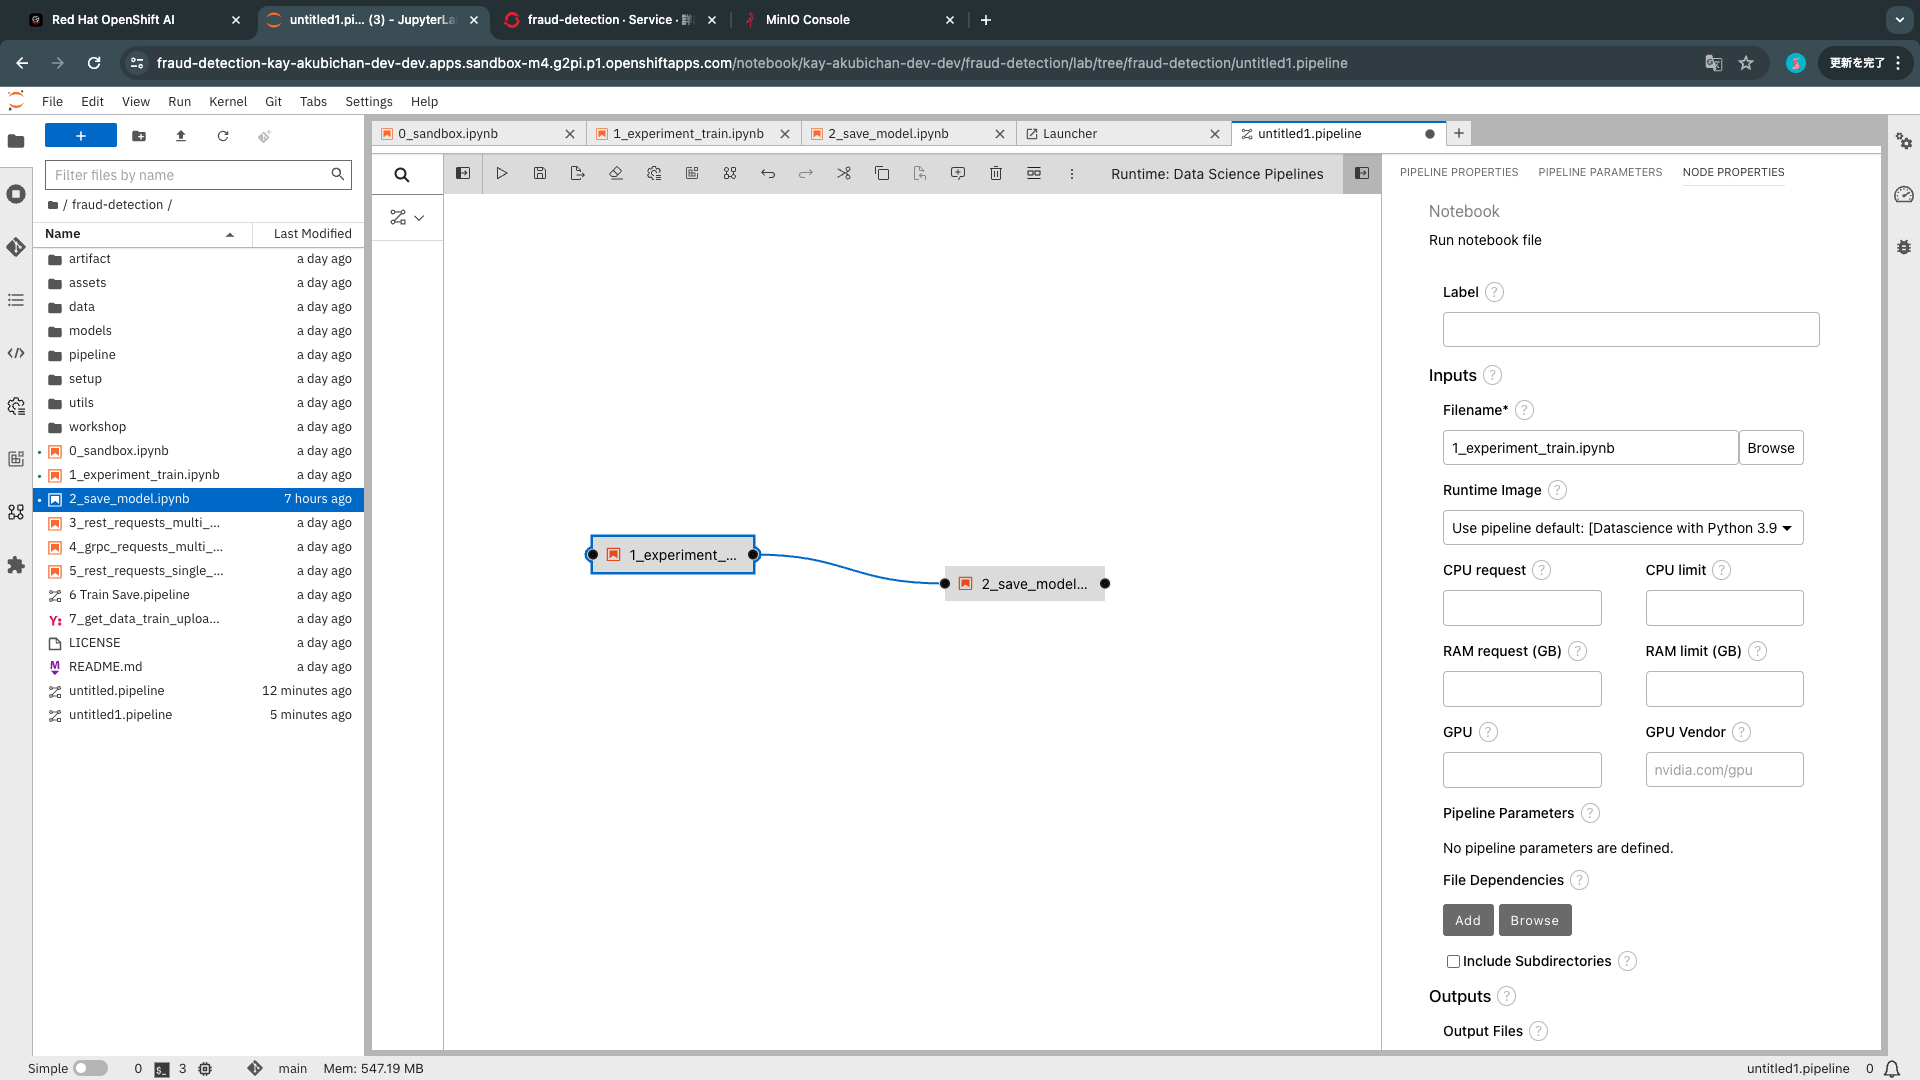 Red Hat OpenShift AI
untitled1.pi... (3) - JupyterLa
fraud-detection · Service · 詳
MinIO Console
fraud-detection-kay-akubichan-dev-dev.apps.sandbox-m4.g2pi.p1.openshiftapps.com/notebook/kay-akubichan-dev-dev/fraud-detection/lab/tree/fraud-detection/untitled1.pipeline
更新を完了
File Edit View Run Kernel Git Tabs Settings Help
+
0_sandbox.ipynb
1_experiment_train.ipynb
2_save_model.ipynb
Launcher
untitled1.pipeline
Filter files by name
/ fraud-detection /
Name Last Modified
artifact a day ago
assets a day ago
data a day ago
models a day ago
pipeline a day ago
setup a day ago
utils a day ago
workshop a day ago
0_sandbox.ipynb a day ago
1_experiment_train.ipynb a day ago
2_save_model.ipynb 7 hours ago
3_rest_requests_multi_... a day ago
4_grpc_requests_multi_... a day ago
5_rest_requests_single_... a day ago
6 Train Save.pipeline a day ago
Y: 7_get_data_train_uploa... a day ago
LICENSE a day ago
M README.md a day ago
untitled.pipeline 12 minutes ago
untitled1.pipeline 5 minutes ago
Runtime: Data Science Pipelines
1_experiment_...
2_save_model...
PIPELINE PROPERTIES PIPELINE PARAMETERS NODE PROPERTIES
Notebook
Run notebook file
Label ?
Inputs ?
Filename* ?
1_experiment_train.ipynb Browse
Runtime Image ?
Use pipeline default: [Datascience with Python 3.9
CPU request ? CPU limit ?
RAM request (GB) ? RAM limit (GB) ?
GPU ? GPU Vendor ?
nvidia.com/gpu
Pipeline Parameters ?
No pipeline parameters are defined.
File Dependencies ?
Add Browse
Include Subdirectories ?
Outputs ?
Output Files ?
Simple 0 $_ 3 main Mem: 547.19 MB
untitled1.pipeline 0